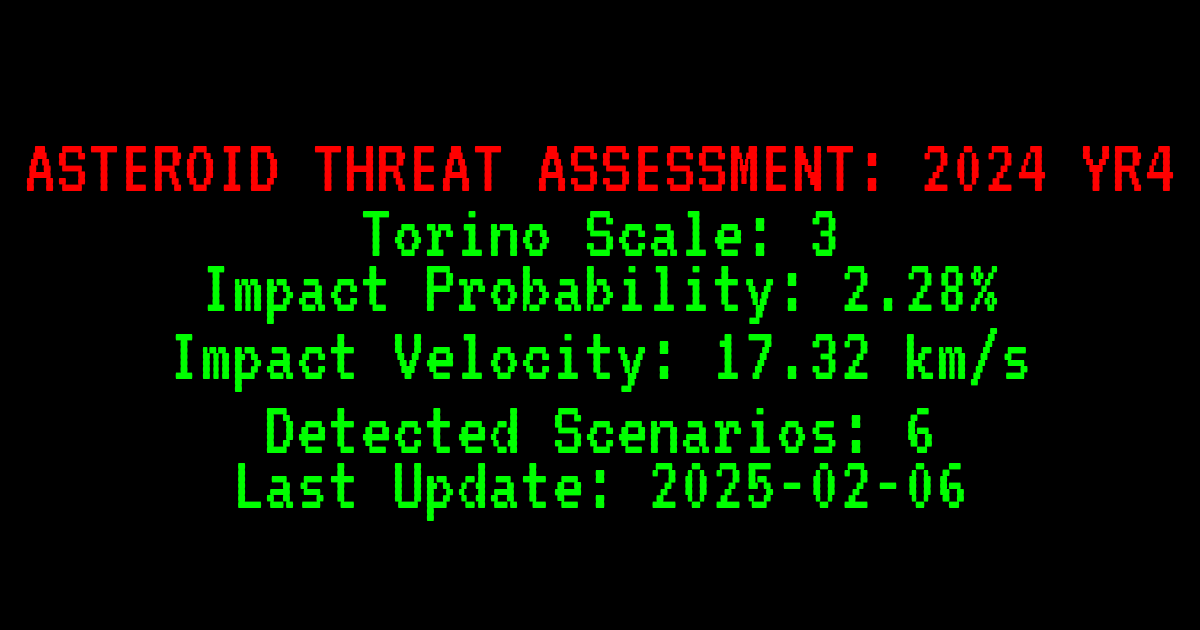 ASTEROID THREAT ASSESSMENT: 2024 YR4
Torino Scale: 3
Impact Probability: 2.28%
Impact Velocity: 17.32 km/s
Detected Scenarios: 6
Last Update: 2025-02-06